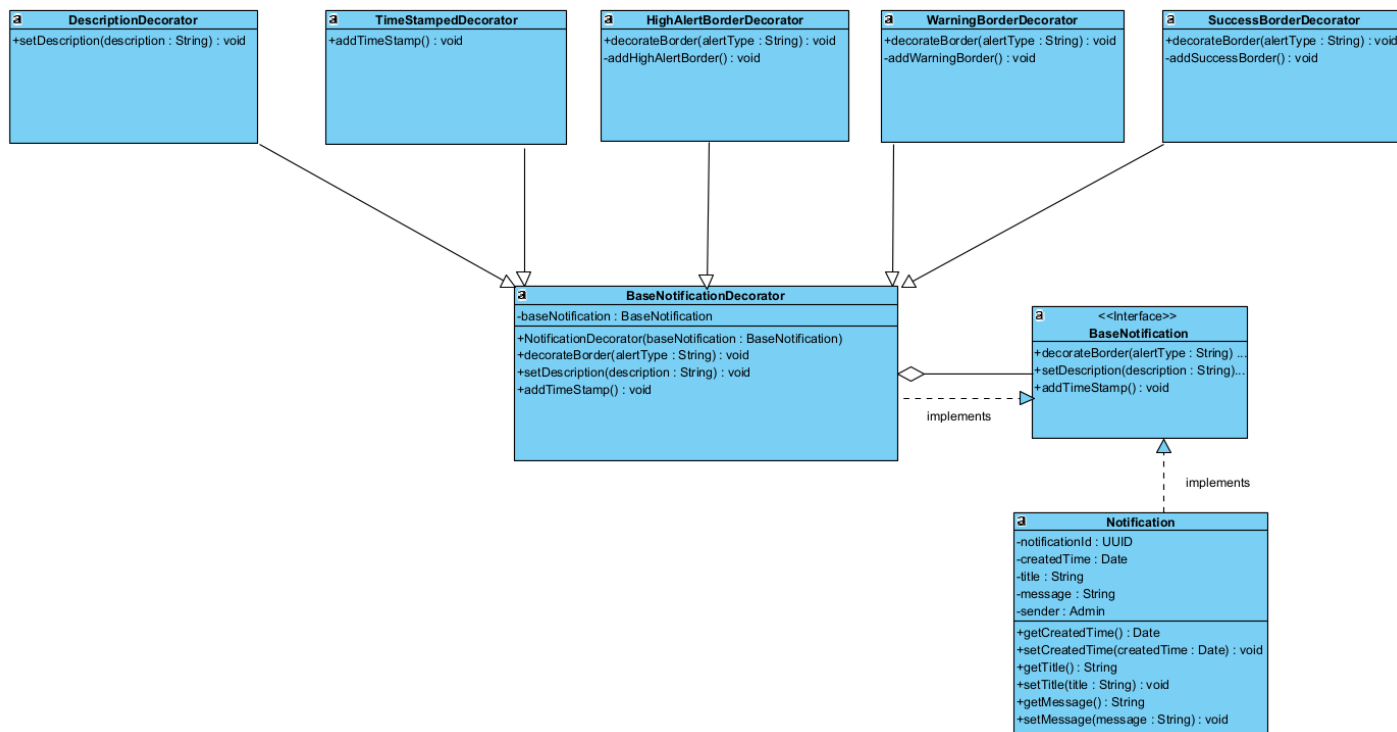 DescriptionDecorator
+setDescription(description : String) : void
TimeStampedDecorator
+addTimeStamp() : void
HighAlertBorderDecorator
+decorateBorder(alertType : String) : void
-addHighAlertBorder() : void
WarningBorderDecorator
+decorateBorder(alertType : String) : void
-addWarningBorder() : void
SuccessBorderDecorator
+decorateBorder(alertType : String) : void
-addSuccessBorder() : void
BaseNotificationDecorator
-baseNotification : BaseNotification
+NotificationDecorator(baseNotification : BaseNotification)
+decorateBorder(alertType : String) : void
+setDescription(description : String) : void
+addTimeStamp() : void
<<Interface>>
BaseNotification
+decorateBorder(alertType : String) ...
+setDescription(description : String)...
+addTimeStamp() : void
implements
implements
Notification
-notificationId : UUID
-createdTime : Date
-title : String
-message : String
-sender : Admin
+getCreatedTime() : Date
+setCreatedTime(createdTime : Date) : void
+getTitle() : String
+setTitle(title : String) : void
+getMessage() : String
+setMessage(message : String) : void